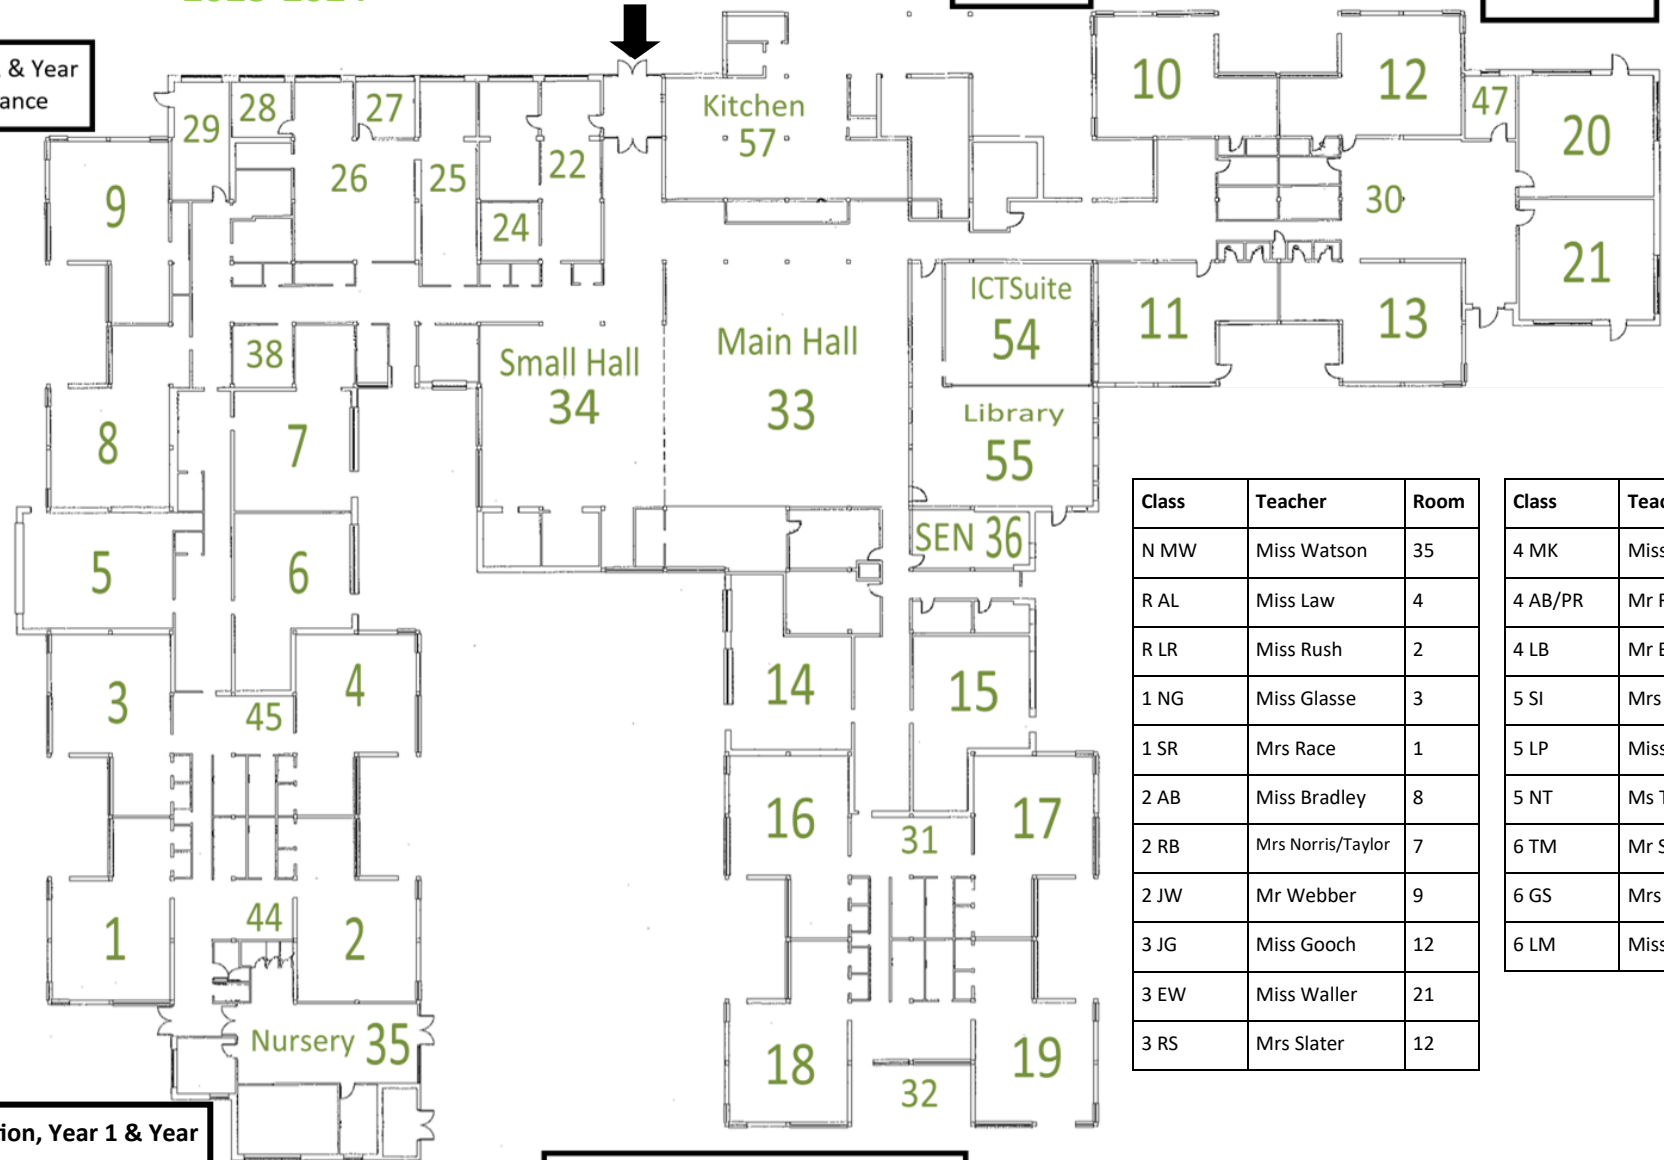 & Year
ance
10
12
47
20
28
27
29
Kitchen
57
22
26
25
9
30
24
21
ICTSuite
54
11
13
38
Small Hall
34
Main Hall
33
Library
55
8
7
SEN 36
5
6
14
15
3
4
45
16
17
31
1
44
2
Nursery 35
18
19
32
Class Teacher Room
N MW Miss Watson 35
R AL Miss Law 4
R LR Miss Rush 2
1 NG Miss Glasse 3
1 SR Mrs Race 1
2 AB Miss Bradley 8
2 RB Mrs Norris/Taylor 7
2 JW Mr Webber 9
3 JG Miss Gooch 12
3 EW Miss Waller 21
3 RS Mrs Slater 12
Class Teac
4 MK Miss
4 AB/PR Mr
4 LB Mr
5 SI Mrs
5 LP Miss
5 NT Ms
6 TM Mr
6 GS Mrs
6 LM Miss
ion, Year 1 & Year